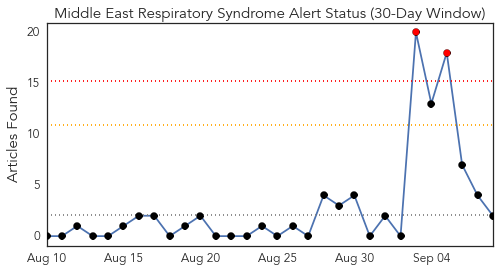 Middle East Respiratory Syndrome Alert Status (30-Day Window)
Articles Found
20
15
10
5
0
Aug 10 Aug 15 Aug 20 Aug 25 Aug 30 Sep 04